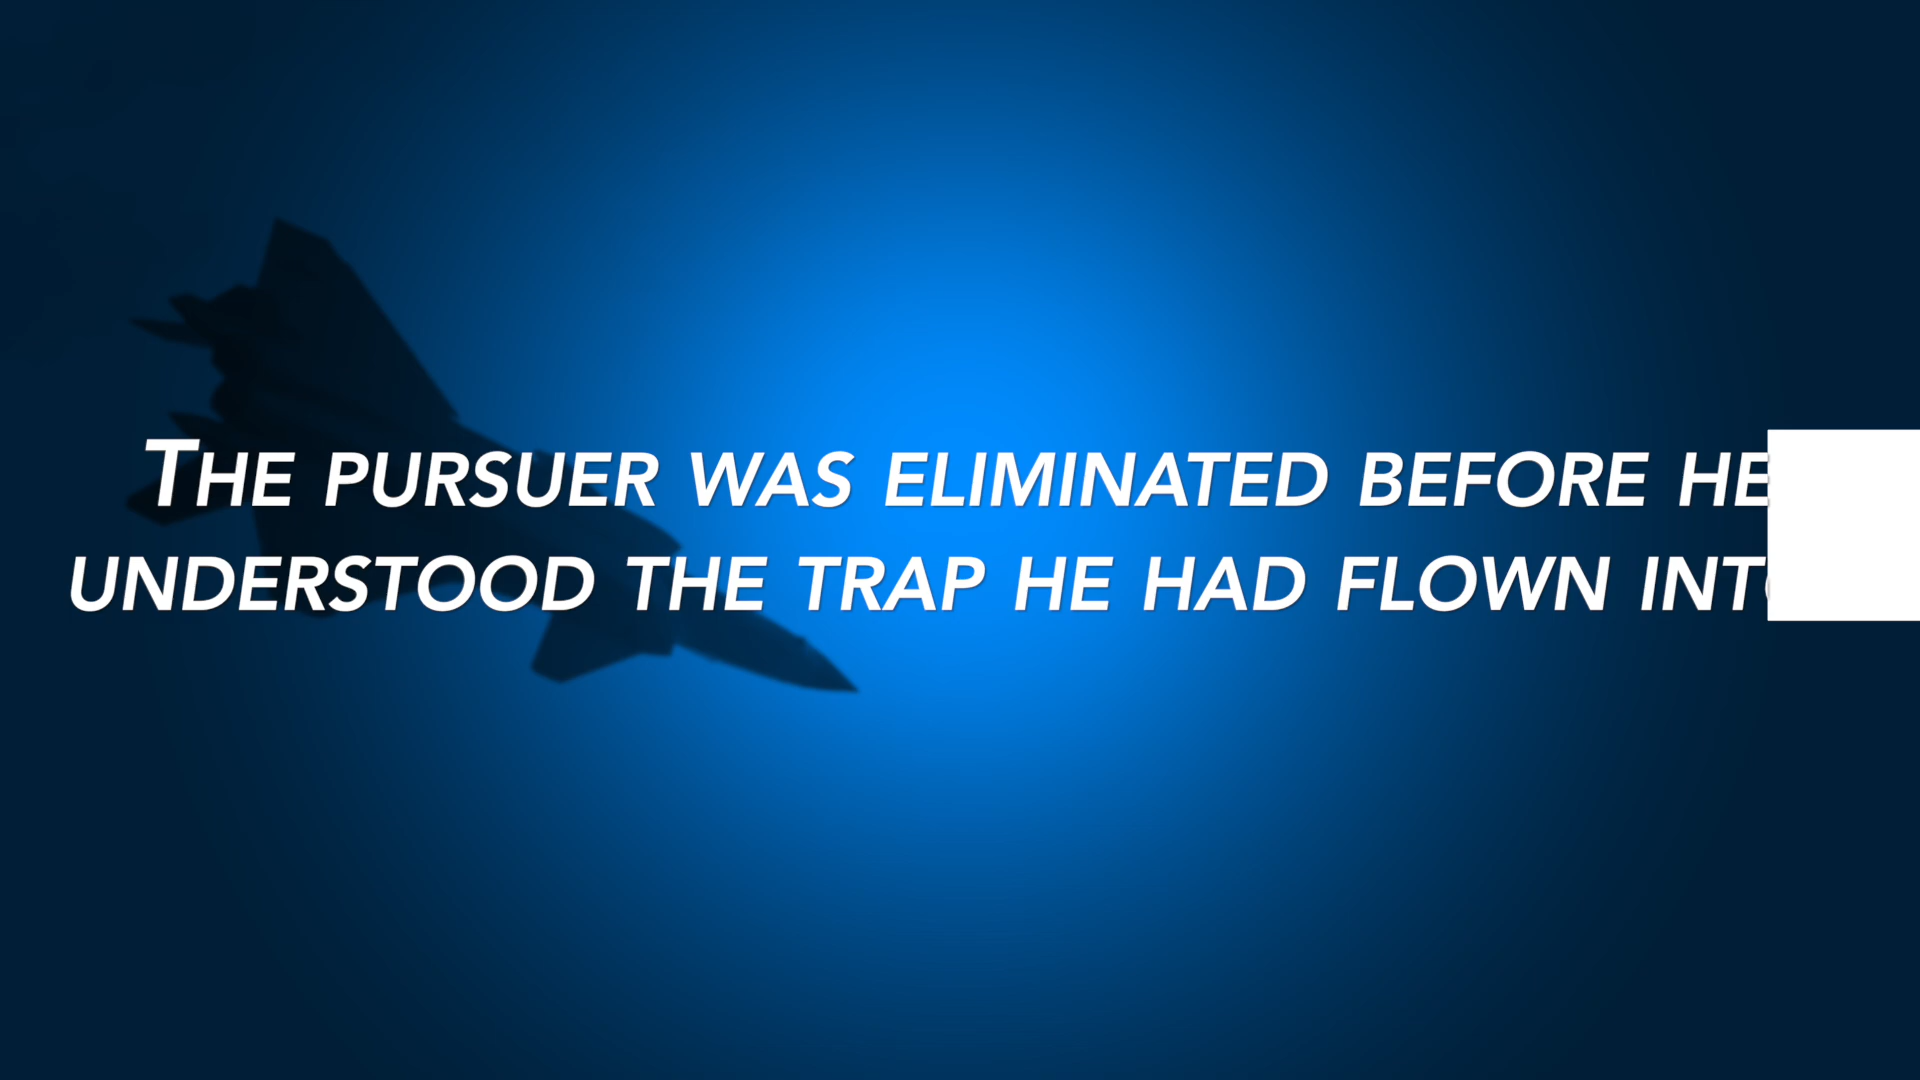 The pursuer was eliminated before he
understood the trap he had flown